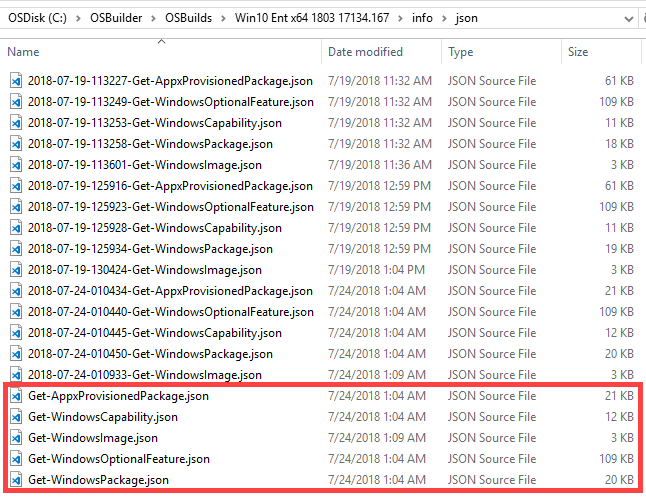 OSDisk (C:) > OSBuilder > OSBuilds > Win10 Ent x64 1803 17134.167 > info > json
Name Date modified Type Size
2018-07-19-113227-Get-AppxProvisionedPackage.json 7/19/2018 11:32 AM JSON Source File 61 KB
2018-07-19-113249-Get-WindowsOptionalFeature.json 7/19/2018 11:32 AM JSON Source File 109 KB
2018-07-19-113253-Get-WindowsCapability.json 7/19/2018 11:32 AM JSON Source File 11 KB
2018-07-19-113258-Get-WindowsPackage.json 7/19/2018 11:32 AM JSON Source File 18 KB
2018-07-19-113601-Get-WindowsImage.json 7/19/2018 11:36 AM JSON Source File 3 KB
2018-07-19-125916-Get-AppxProvisionedPackage.json 7/19/2018 12:59 PM JSON Source File 61 KB
2018-07-19-125923-Get-WindowsOptionalFeature.json 7/19/2018 12:59 PM JSON Source File 109 KB
2018-07-19-125928-Get-WindowsCapability.json 7/19/2018 12:59 PM JSON Source File 11 KB
2018-07-19-125934-Get-WindowsPackage.json 7/19/2018 12:59 PM JSON Source File 19 KB
2018-07-19-130424-Get-WindowsImage.json 7/19/2018 1:04 PM JSON Source File 3 KB
2018-07-24-010434-Get-AppxProvisionedPackage.json 7/24/2018 1:04 AM JSON Source File 21 KB
2018-07-24-010440-Get-WindowsOptionalFeature.json 7/24/2018 1:04 AM JSON Source File 109 KB
2018-07-24-010445-Get-WindowsCapability.json 7/24/2018 1:04 AM JSON Source File 12 KB
2018-07-24-010450-Get-WindowsPackage.json 7/24/2018 1:04 AM JSON Source File 20 KB
2018-07-24-010933-Get-WindowsImage.json 7/24/2018 1:09 AM JSON Source File 3 KB
Get-AppxProvisionedPackage.json 7/24/2018 1:04 AM JSON Source File 21 KB
Get-WindowsCapability.json 7/24/2018 1:04 AM JSON Source File 12 KB
Get-WindowsImage.json 7/24/2018 1:09 AM JSON Source File 3 KB
Get-WindowsOptionalFeature.json 7/24/2018 1:04 AM JSON Source File 109 KB
Get-WindowsPackage.json 7/24/2018 1:04 AM JSON Source File 20 KB